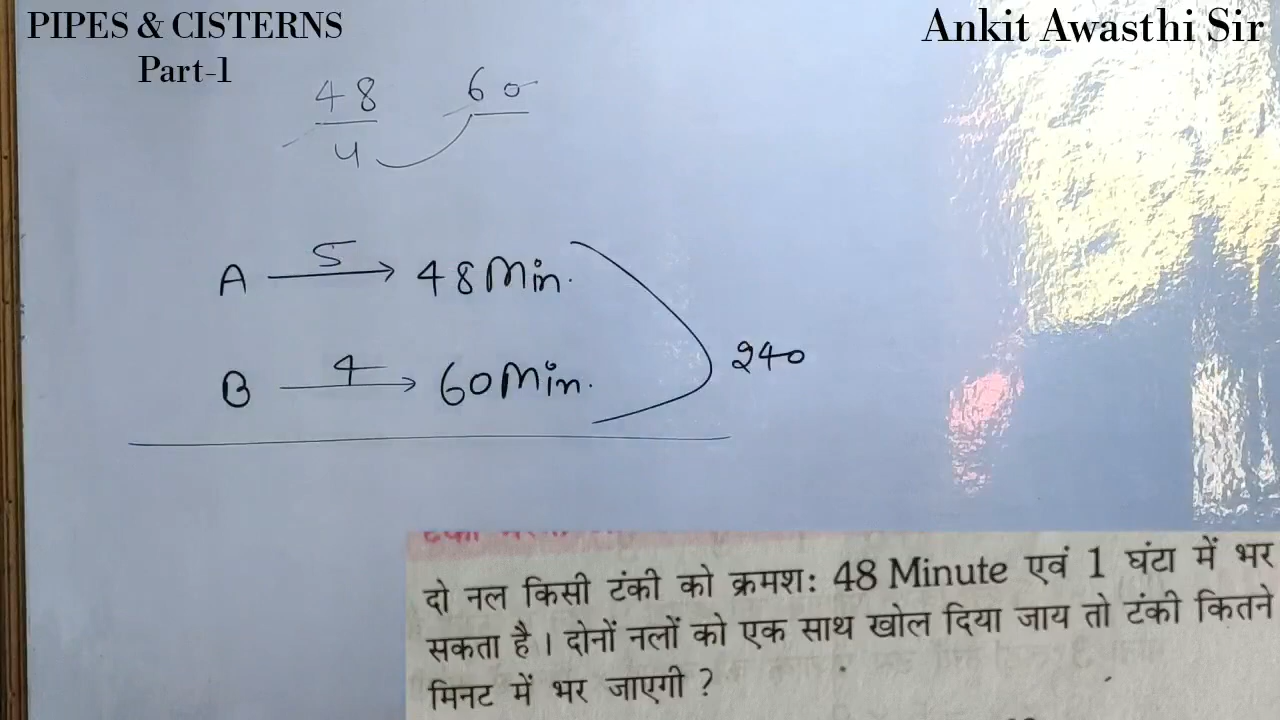 PIPES & CISTERNS
Part-1
Ankit Awasthi Sir
48 60
4
A 5 → 48 Min.
B 4 → 60 Min.
240
दो नल किसी टंकी को क्रमश: 48 Minute एवं 1 घंटा में भर
सकता है। दोनों नलों को एक साथ खोल दिया जाय तो टंकी कितने
मिनट में भर जाएगी ?